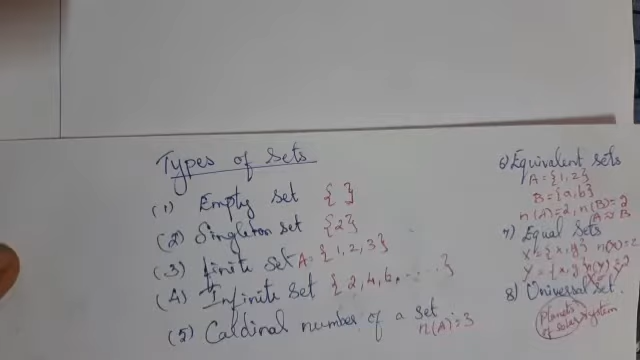 Types of Sets
(1) Empty set { }
(2) Singleton set {2}
(3) finite set A={1,2,3}
(4) Infinite set {2,4,6,.....}
(5) Caldinal number of a set
n(A)=3
6) Equivalent sets
A={1,2}
B={a,b}
n(A)=2, n(B)=2
A≈B
7) Equal Sets
X={x,y} n(X)=2
Y={x,y} n(Y)=2
8) Universal set.
Planets
of solar system